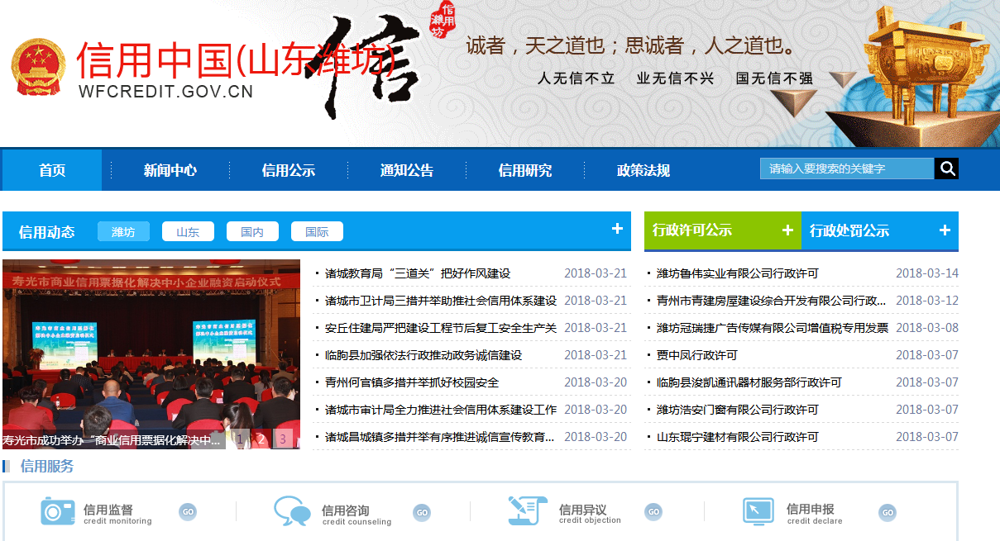 信用潍坊
信
信用中国(山东潍坊)
WFCREDIT.GOV.CN
诚者，天之道也；思诚者，人之道也。
人无信不立 业无信不兴 国无信不强
首页 新闻中心 信用公示 通知公告 信用研究 政策法规 请输入要搜索的关键字
信用动态 潍坊 山东 国内 国际 +
行政许可公示 + 行政处罚公示 +
寿光市商业信用票据化解决中小企业融资启动仪式
寿光市成功举办“商业信用票据化解决中... 1 2 3
诸城教育局“三道关”把好作风建设 2018-03-21
诸城市卫计局三措并举助推社会信用体系建设 2018-03-21
安丘住建局严把建设工程节后复工安全生产关 2018-03-21
临朐县加强依法行政推动政务诚信建设 2018-03-21
青州何官镇多措并举抓好校园安全 2018-03-20
诸城市审计局全力推进社会信用体系建设工作 2018-03-20
诸城昌城镇多措并举有序推进诚信宣传教育... 2018-03-20
潍坊鲁伟实业有限公司行政许可 2018-03-14
青州市青建房屋建设综合开发有限公司行政... 2018-03-12
潍坊冠瑞捷广告传媒有限公司增值税专用发票 2018-03-08
贾中凤行政许可 2018-03-07
临朐县浚凯通讯器材服务部行政许可 2018-03-07
潍坊浩安门窗有限公司行政许可 2018-03-07
山东琨宁建材有限公司行政许可 2018-03-07
信用服务
信用监督 GO 信用咨询 GO 信用异议 GO 信用申报 GO
credit monitoring credit counseling credit objection credit declare